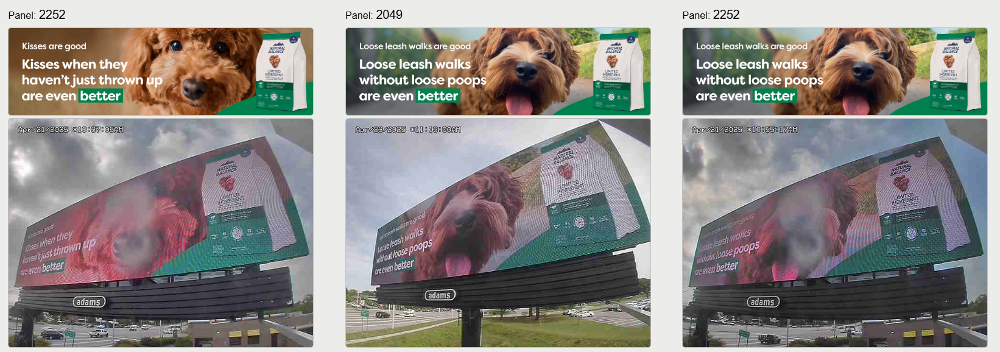 Panel: 2252
Kisses are good
Kisses when they
haven't just thrown up
are even better
NATURAL
BALANCE
LIMITED
INGREDIENT
Apr/21/2025 *10:37:05AM
NATURAL
BALANCE
LIMITED
INGREDIENT
Kisses are good
Kisses when they
haven't just thrown up
are even better
adams
Panel: 2049
Loose leash walks are good
Loose leash walks
without loose poops
are even better
NATURAL
BALANCE
LIMITED
INGREDIENT
Apr/23/2025 *11:16:00AM
NATURAL
BALANCE
LIMITED
INGREDIENT
Loose leash walks are good
Loose leash walks
without loose poops
are even better
adams
Panel: 2252
Loose leash walks are good
Loose leash walks
without loose poops
are even better
NATURAL
BALANCE
LIMITED
INGREDIENT
Apr/21/2025 *10:55:17AM
NATURAL
BALANCE
LIMITED
INGREDIENT
Loose leash walks are good
Loose leash walks
without loose poops
are even better
adams